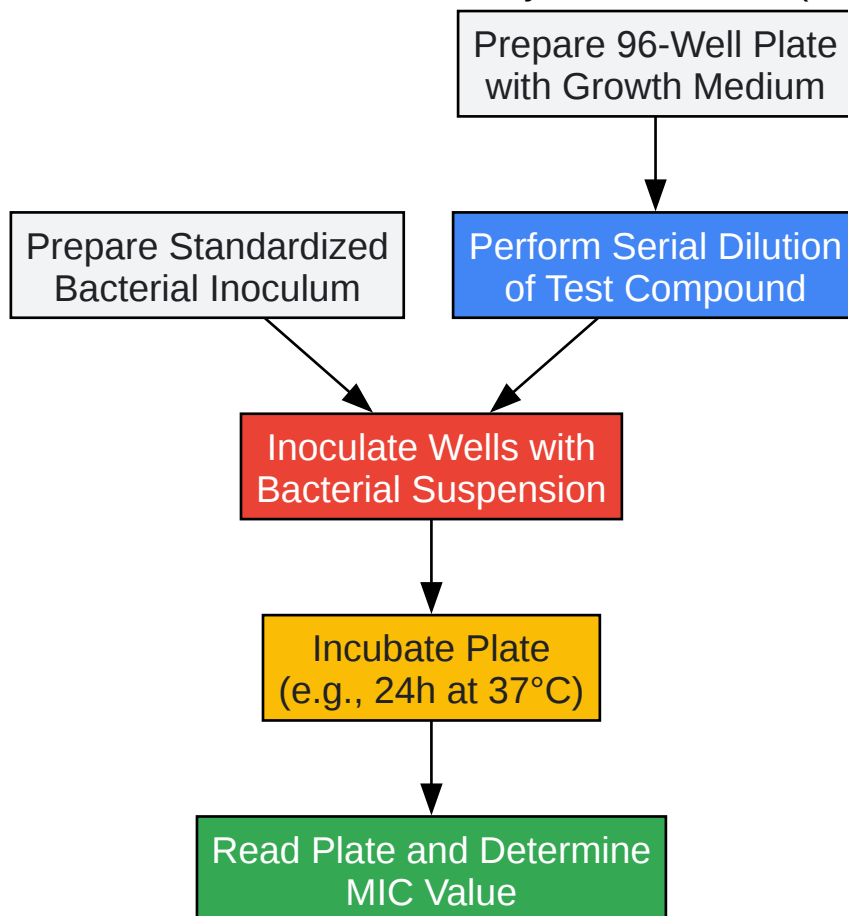 Prepare 96-Well Plate
with Growth Medium
Prepare Standardized
Bacterial Inoculum
Perform Serial Dilution
of Test Compound
Inoculate Wells with
Bacterial Suspension
Incubate Plate
(e.g., 24h at 37°C)
Read Plate and Determine
MIC Value